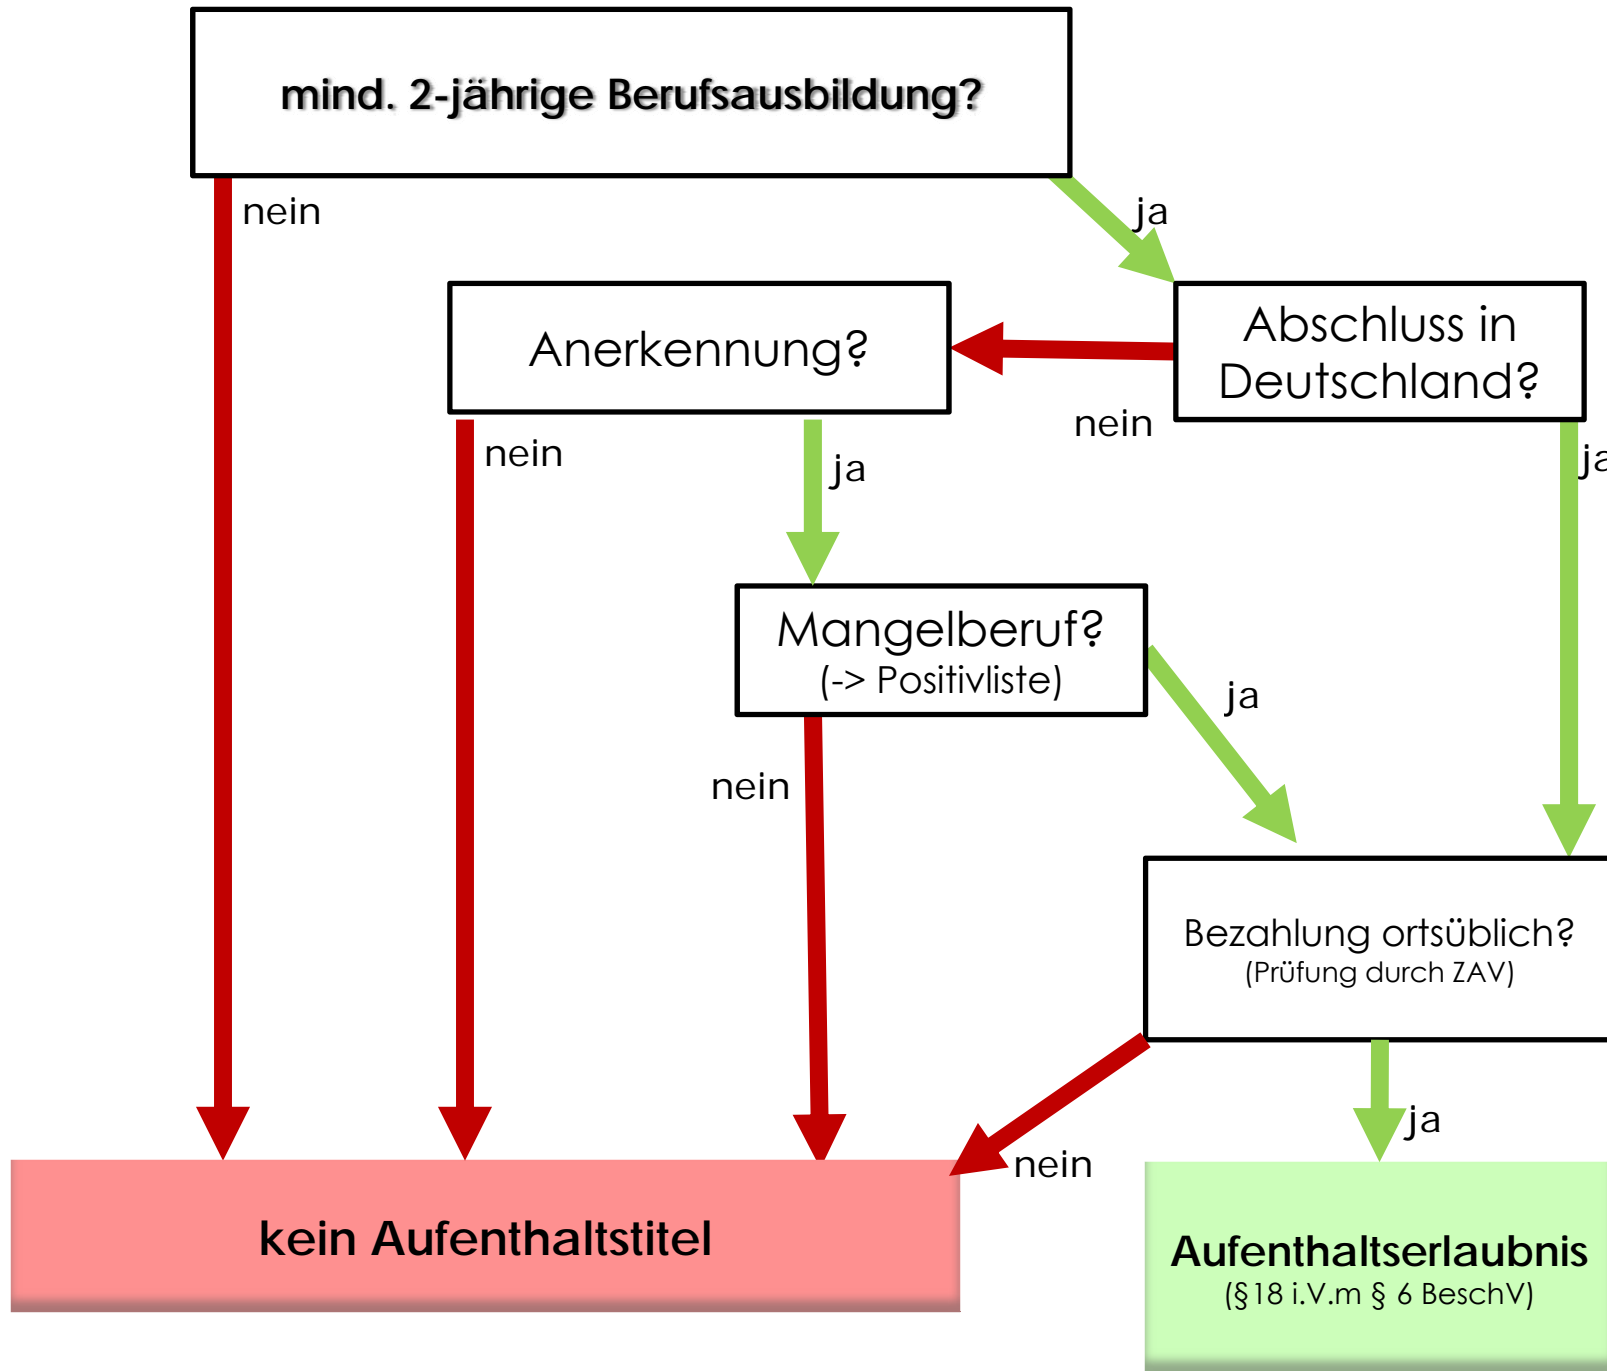 mind. 2-jährige Berufsausbildung?
nein
ja
Anerkennung?
Abschluss in
Deutschland?
nein
nein
ja
ja
Mangelberuf?
(-> Positivliste)
ja
nein
Bezahlung ortsüblich?
(Prüfung durch ZAV)
ja
nein
kein Aufenthaltstitel
Aufenthaltserlaubnis
(§18 i.V.m § 6 BeschV)